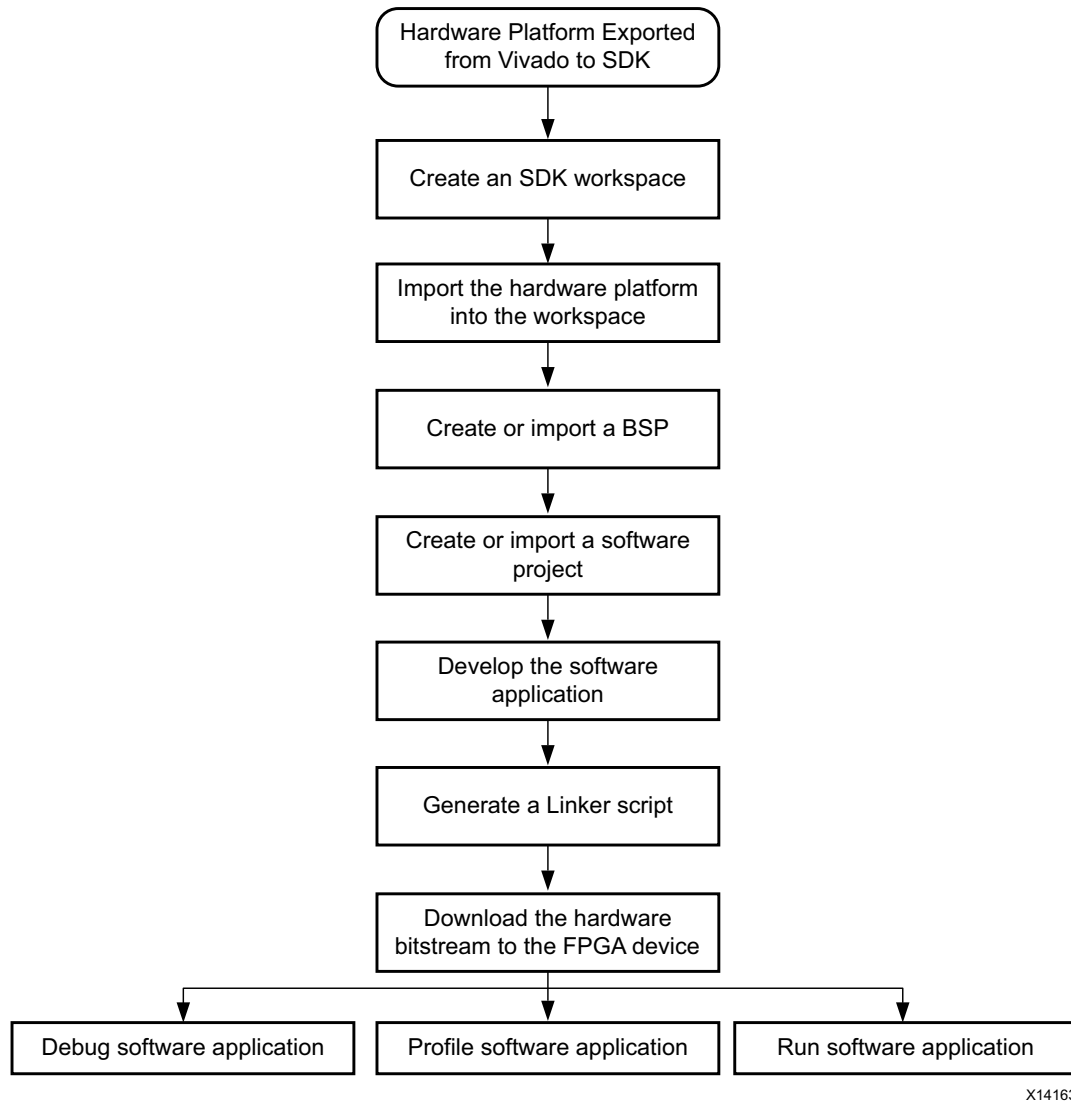 Hardware Platform Exported
from Vivado to SDK
Create an SDK workspace
Import the hardware platform
into the workspace
Create or import a BSP
Create or import a software
project
Develop the software
application
Generate a Linker script
Download the hardware
bitstream to the FPGA device
Debug software application
Profile software application
Run software application
X14163